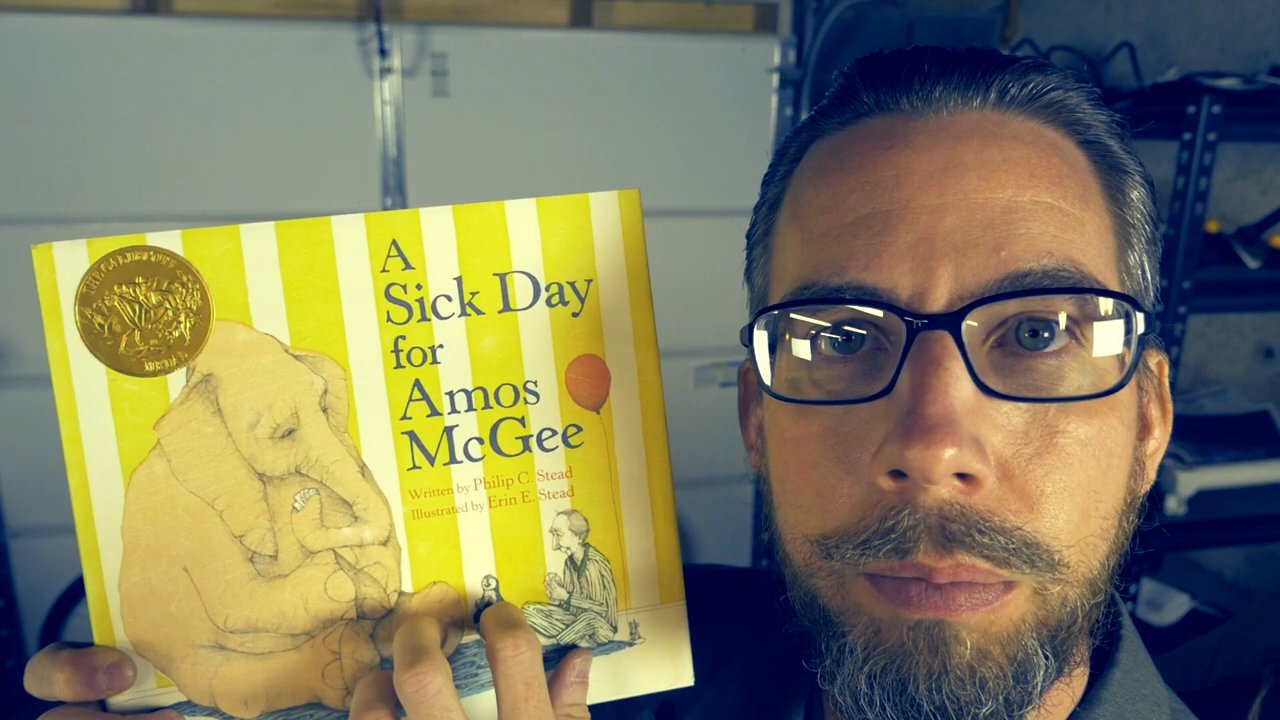 A
Sick Day
for
Amos
McGee
Written by Philip C. Stead
Illustrated by Erin E. Stead